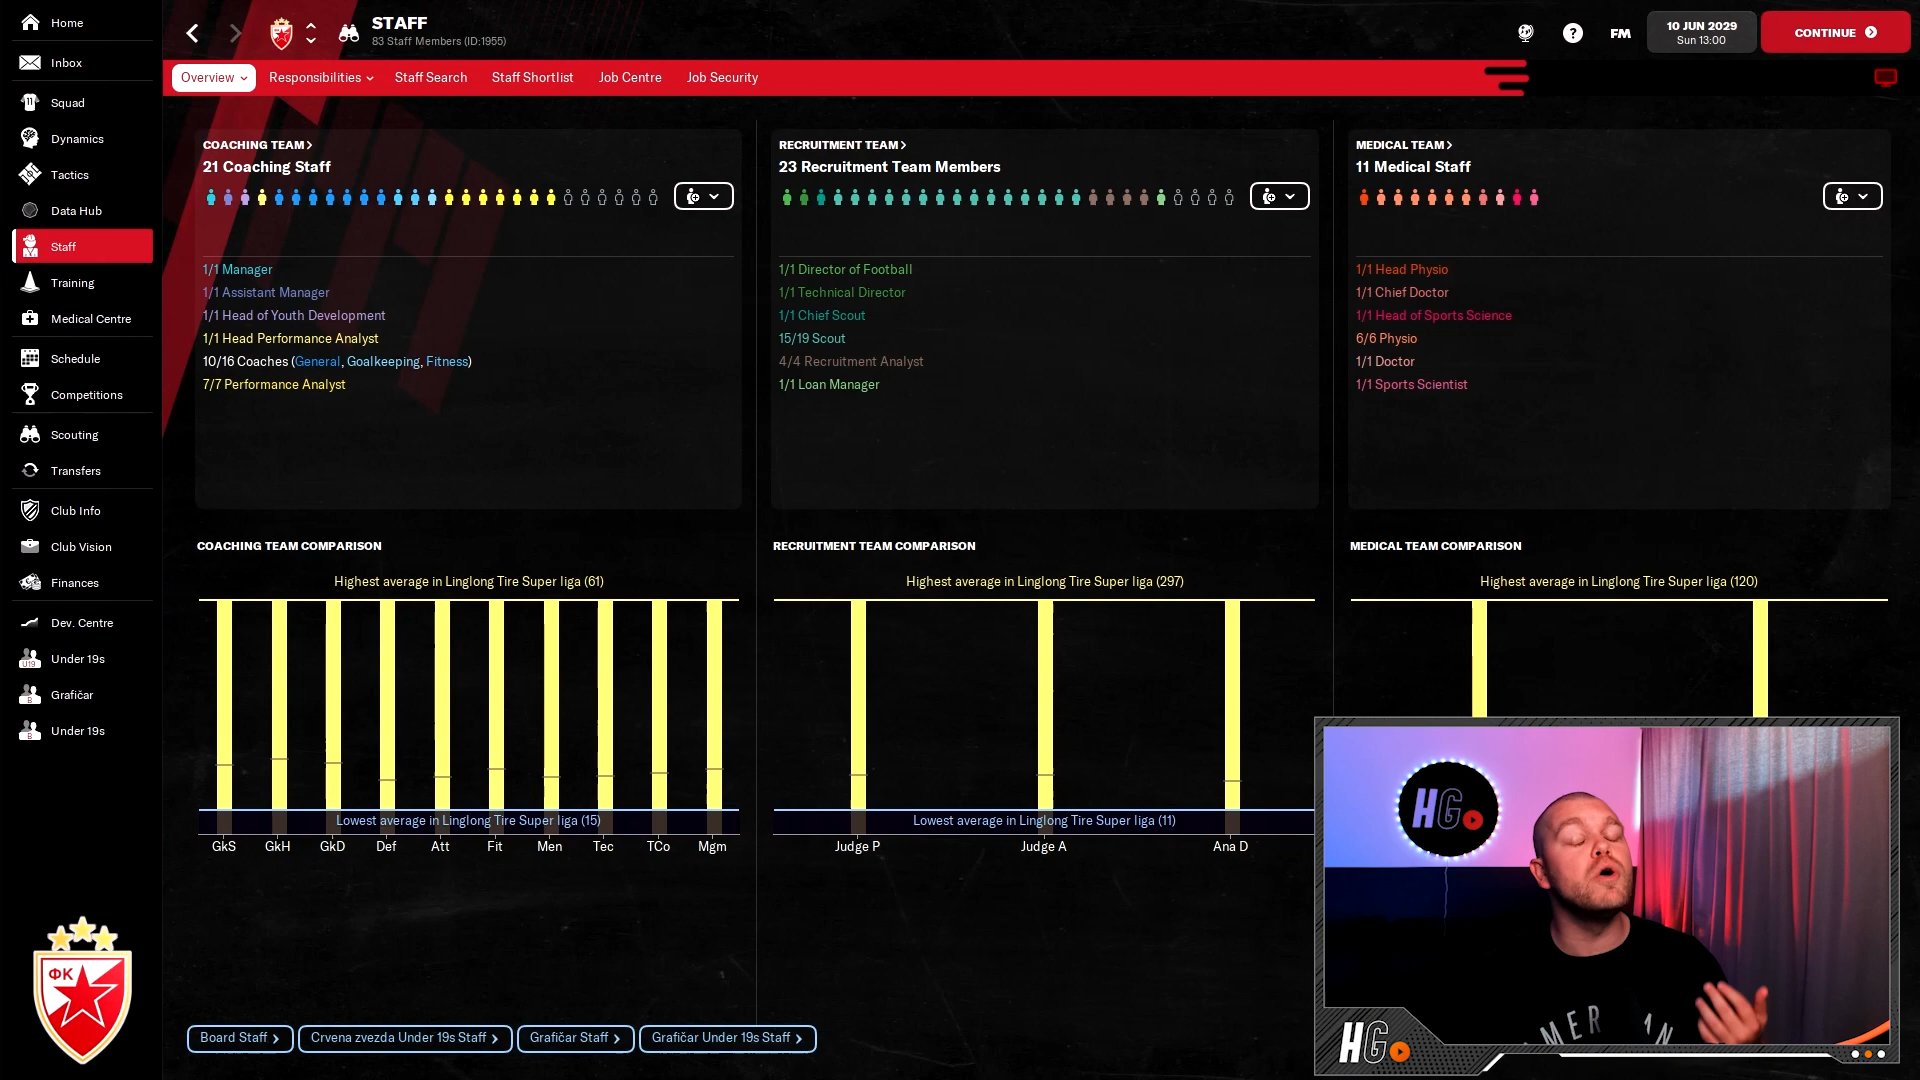 Home
Inbox
Squad
Dynamics
Tactics
Data Hub
Staff
Training
Medical Centre
Schedule
Competitions
Scouting
Transfers
Club Info
Club Vision
Finances
Dev. Centre
Under 19s
Grafičar
Under 19s
ФК
STAFF
83 Staff Members (ID:1955)
FM
10 JUN 2029
Sun 13:00
CONTINUE
Overview
Responsibilities
Staff Search
Staff Shortlist
Job Centre
Job Security
COACHING TEAM
21 Coaching Staff
1/1 Manager
1/1 Assistant Manager
1/1 Head of Youth Development
1/1 Head Performance Analyst
10/16 Coaches (General, Goalkeeping, Fitness)
7/7 Performance Analyst
RECRUITMENT TEAM
23 Recruitment Team Members
1/1 Director of Football
1/1 Technical Director
1/1 Chief Scout
15/19 Scout
4/4 Recruitment Analyst
1/1 Loan Manager
MEDICAL TEAM
11 Medical Staff
1/1 Head Physio
1/1 Chief Doctor
1/1 Head of Sports Science
6/6 Physio
1/1 Doctor
1/1 Sports Scientist
COACHING TEAM COMPARISON
Highest average in Linglong Tire Super liga (61)
Lowest average in Linglong Tire Super liga (15)
GkS GkH GkD Def Att Fit Men Tec TCo Mgm
RECRUITMENT TEAM COMPARISON
Highest average in Linglong Tire Super liga (297)
Lowest average in Linglong Tire Super liga (11)
Judge P Judge A Ana D
MEDICAL TEAM COMPARISON
Highest average in Linglong Tire Super liga (120)
HG
HG
Board Staff
Crvena zvezda Under 19s Staff
Grafičar Staff
Grafičar Under 19s Staff